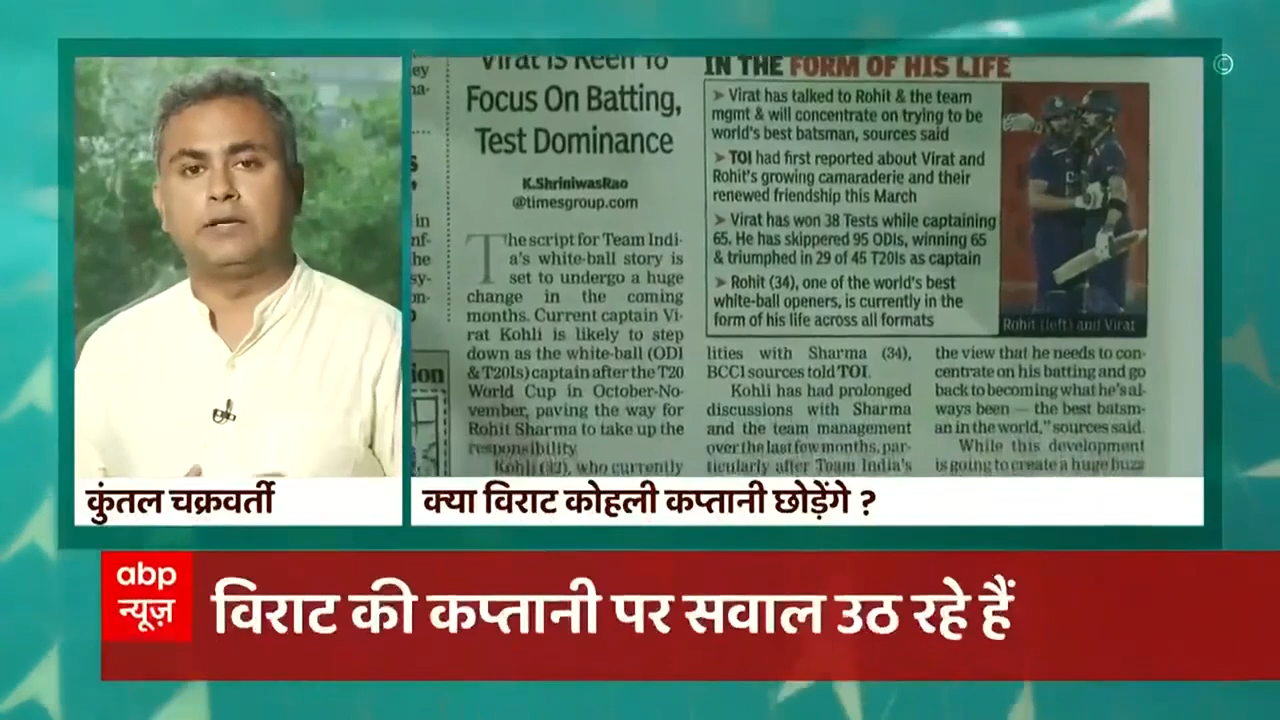 Virat Is Keen To
Focus On Batting,
Test Dominance
K.ShriniwasRao
@timesgroup.com
The script for Team Indi-
a's white-ball story is
set to undergo a huge
change in the coming
months. Current captain Vi-
rat Kohli is likely to step
down as the white-ball (ODI
& T20Is) captain after the T20
World Cup in October-No-
vember, paving the way for
Rohit Sharma to take up the
responsibility.
Kohli (32), who currently
IN THE FORM OF HIS LIFE
➤ Virat has talked to Rohit & the team
mgmt & will concentrate on trying to be
world's best batsman, sources said
➤ TOI had first reported about Virat and
Rohit's growing camaraderie and their
renewed friendship this March
➤ Virat has won 38 Tests while captaining
65. He has skippered 95 ODIs, winning 65
& triumphed in 29 of 45 T20Is as captain
➤ Rohit (34), one of the world's best
white-ball openers, is currently in the
form of his life across all formats
Rohit (left) and Virat
lities with Sharma (34),
BCCI sources told TOI.
Kohli has had prolonged
discussions with Sharma
and the team management
over the last few months, par-
ticularly after Team India's
the view that he needs to con-
centrate on his batting and go
back to becoming what he's al-
ways been — the best batsm-
an in the world," sources said.
While this development
is going to create a huge buzz
©
कुंतल चक्रवर्ती
क्या विराट कोहली कप्तानी छोड़ेंगे ?
abp
न्यूज़
विराट की कप्तानी पर सवाल उठ रहे हैं